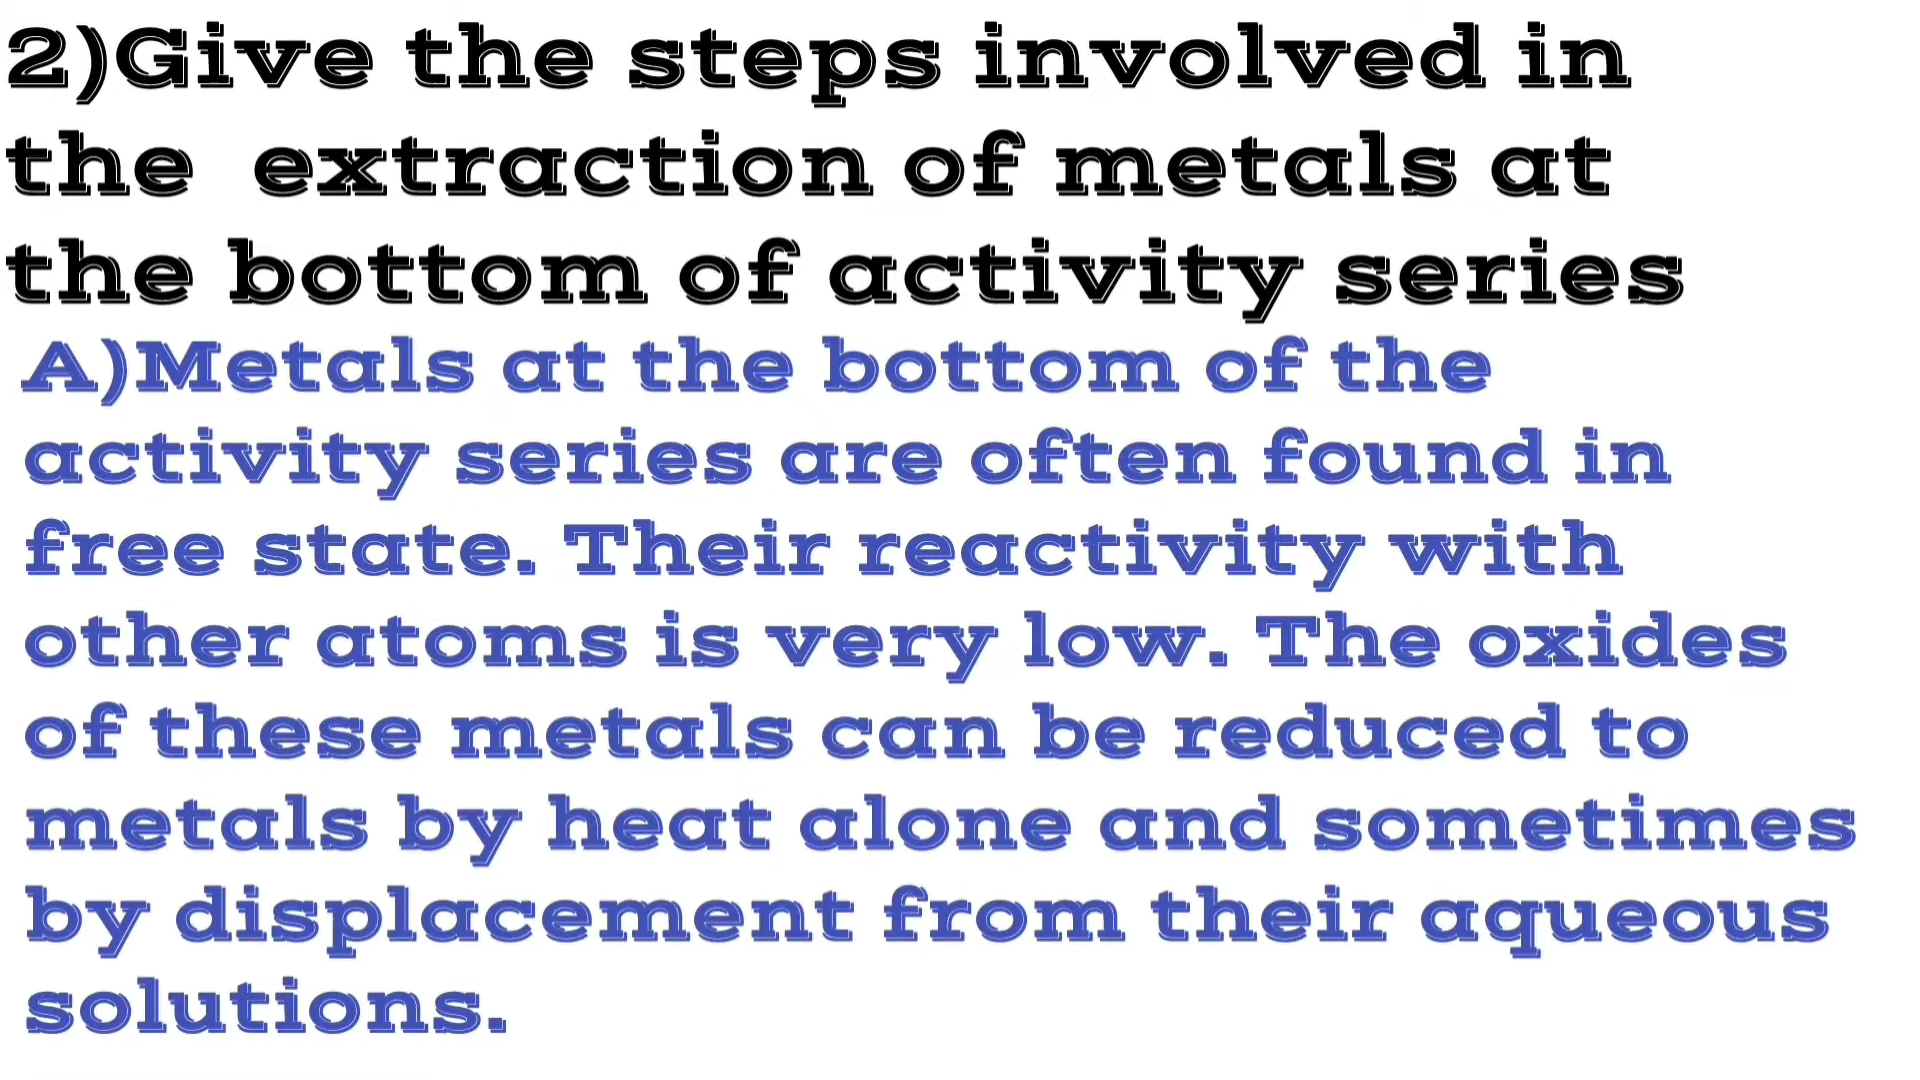 2)Give the steps involved in
the extraction of metals at
the bottom of activity series
A)Metals at the bottom of the
activity series are often found in
free state. Their reactivity with
other atoms is very low. The oxides
of these metals can be reduced to
metals by heat alone and sometimes
by displacement from their aqueous
solutions.